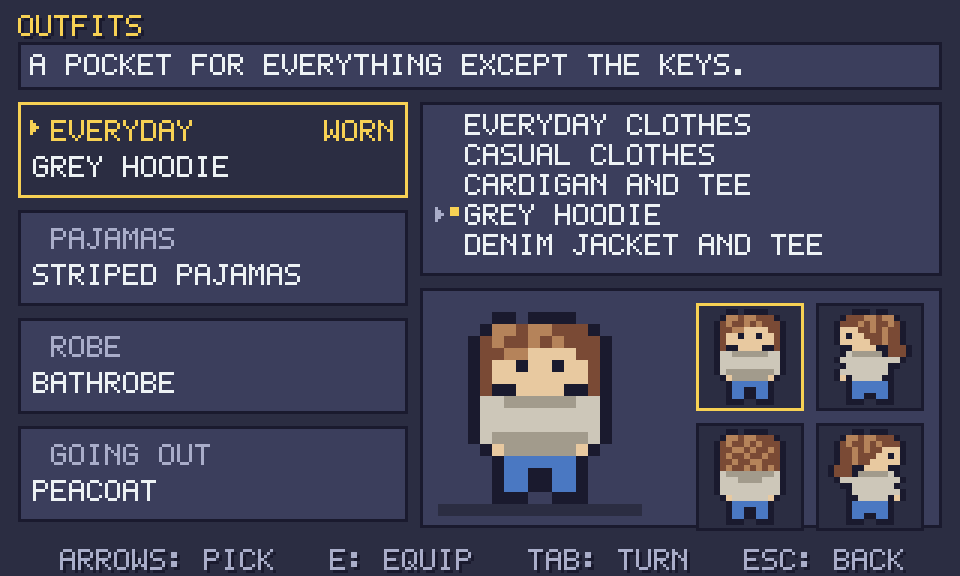 OUTFITS
A POCKET FOR EVERYTHING EXCEPT THE KEYS.
EVERYDAY WORN
GREY HOODIE
PAJAMAS
STRIPED PAJAMAS
ROBE
BATHROBE
GOING OUT
PEACOAT
EVERYDAY CLOTHES
CASUAL CLOTHES
CARDIGAN AND TEE
GREY HOODIE
DENIM JACKET AND TEE
ARROWS: PICK E: EQUIP TAB: TURN ESC: BACK